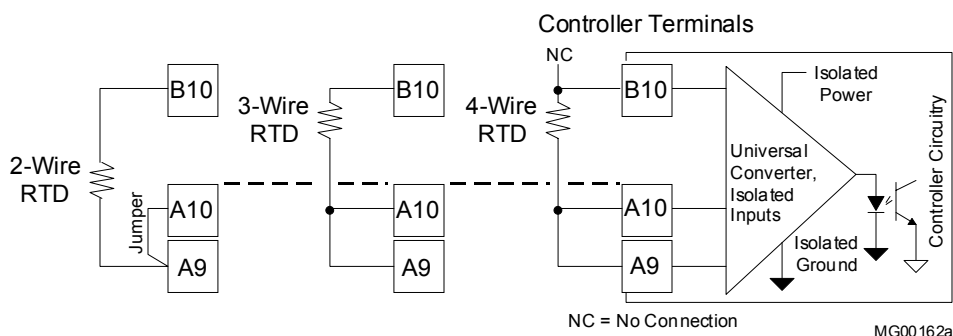 Controller Terminals
NC
B10
B10
B10
3-Wire
RTD
4-Wire
RTD
2-Wire
RTD
Isolated
Power
Universal
Converter,
Isolated
Inputs
Controller Circuitry
Jumper
A10
A10
A10
A9
A9
A9
Isolated
Ground
NC = No Connection
MG00162a